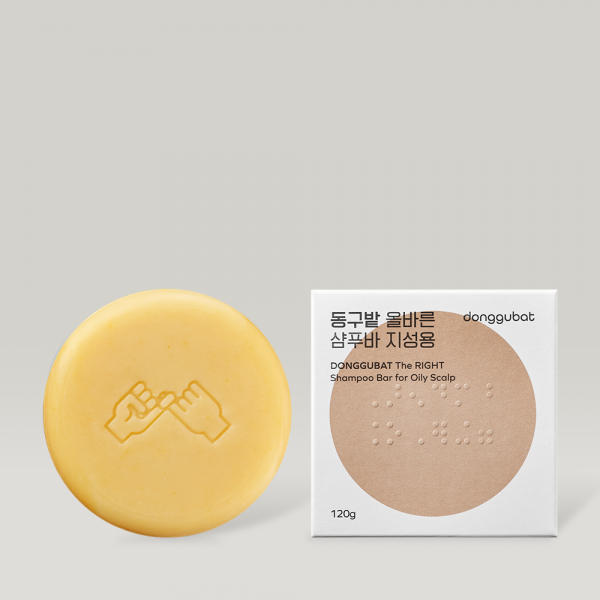 동구밭 올바른
샴푸바 지성용
donggubat
DONGGUBAT The RIGHT
Shampoo Bar for Oily Scalp
120g